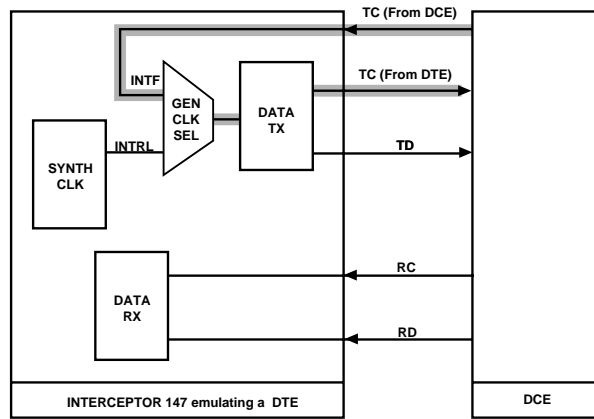 TC (From DCE)
INTF
TC (From DTE)
GEN
CLK
SEL
DATA
TX
TD
INTRL
SYNTH
CLK
RC
DATA
RX
RD
INTERCEPTOR 147 emulating a DTE
DCE